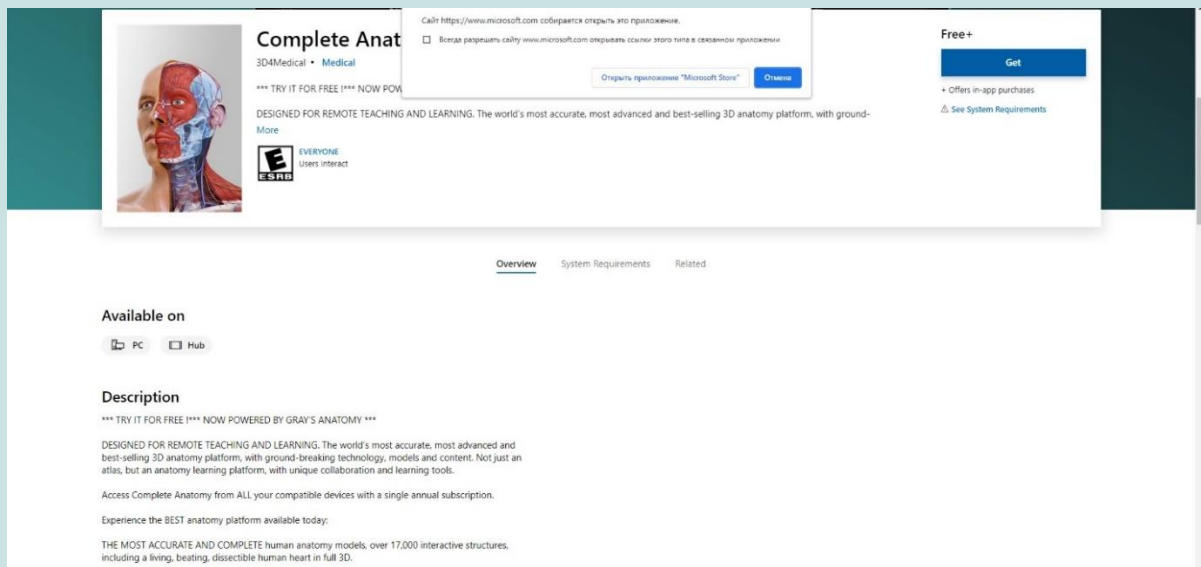 Сайт https://www.microsoft.com собирается открыть это приложение.
Всегда разрешать сайту www.microsoft.com открывать ссылки этого типа в связанном приложении
Открыть приложение "Microsoft Store"
Отмена
Complete Anat
3D4Medical • Medical
*** TRY IT FOR FREE !*** NOW POW
DESIGNED FOR REMOTE TEACHING AND LEARNING. The world's most accurate, most advanced and best-selling 3D anatomy platform, with ground-
More
E
ESRB
EVERYONE
Users interact
Free+
Get
+ Offers in-app purchases
See System Requirements
Overview System Requirements Related
Available on
PC Hub
Description
*** TRY IT FOR FREE !*** NOW POWERED BY GRAY'S ANATOMY ***
DESIGNED FOR REMOTE TEACHING AND LEARNING. The world's most accurate, most advanced and
best-selling 3D anatomy platform, with ground-breaking technology, models and content. Not just an
atlas, but an anatomy learning platform, with unique collaboration and learning tools.
Access Complete Anatomy from ALL your compatible devices with a single annual subscription.
Experience the BEST anatomy platform available today:
THE MOST ACCURATE AND COMPLETE human anatomy models, over 17,000 interactive structures,
including a living, beating, dissectible human heart in full 3D.